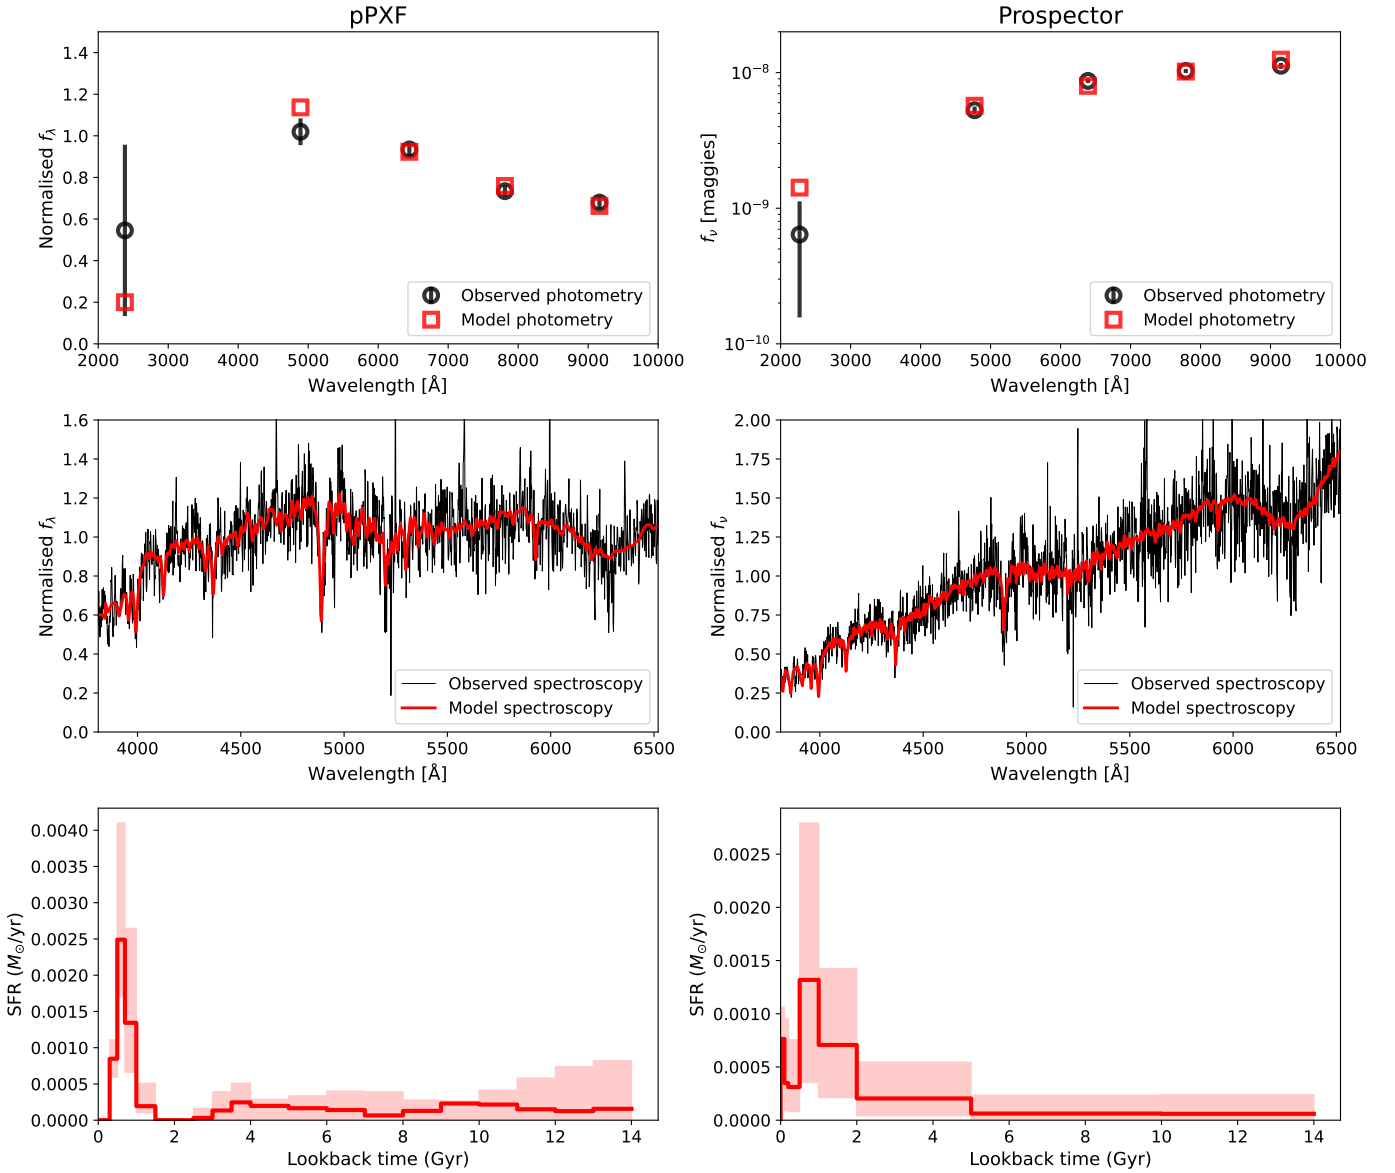 pPXF
Normalised fλ
1.4
1.2
1.0
0.8
0.6
0.4
0.2
0.0
Observed photometry
Model photometry
2000 3000 4000 5000 6000 7000 8000 9000 10000
Wavelength [Å]
Prospector
fν [maggies]
10⁻⁸
10⁻⁹
10⁻¹⁰
Observed photometry
Model photometry
2000 3000 4000 5000 6000 7000 8000 9000 10000
Wavelength [Å]
Normalised fλ
1.6
1.4
1.2
1.0
0.8
0.6
0.4
0.2
0.0
Observed spectroscopy
Model spectroscopy
4000 4500 5000 5500 6000 6500
Wavelength [Å]
Normalised fν
2.00
1.75
1.50
1.25
1.00
0.75
0.50
0.25
0.00
Observed spectroscopy
Model spectroscopy
4000 4500 5000 5500 6000 6500
Wavelength [Å]
SFR (M⊙/yr)
0.0040
0.0035
0.0030
0.0025
0.0020
0.0015
0.0010
0.0005
0.0000
0 2 4 6 8 10 12 14
Lookback time (Gyr)
SFR (M⊙/yr)
0.0025
0.0020
0.0015
0.0010
0.0005
0.0000
0 2 4 6 8 10 12 14
Lookback time (Gyr)